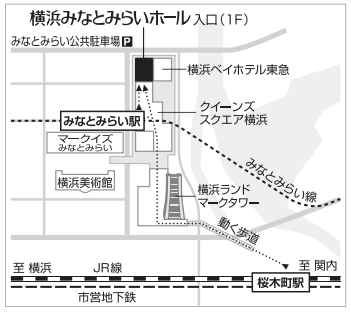 横浜みなとみらいホール 入口(1F)
みなとみらい公共駐車場 P
横浜ベイホテル東急
クイーンズ
スクエア横浜
みなとみらい駅
マークイズ
みなとみらい
みなとみらい線
横浜美術館
横浜ランド
マークタワー
動く歩道
至 横浜
JR線
至 関内
桜木町駅
市営地下鉄